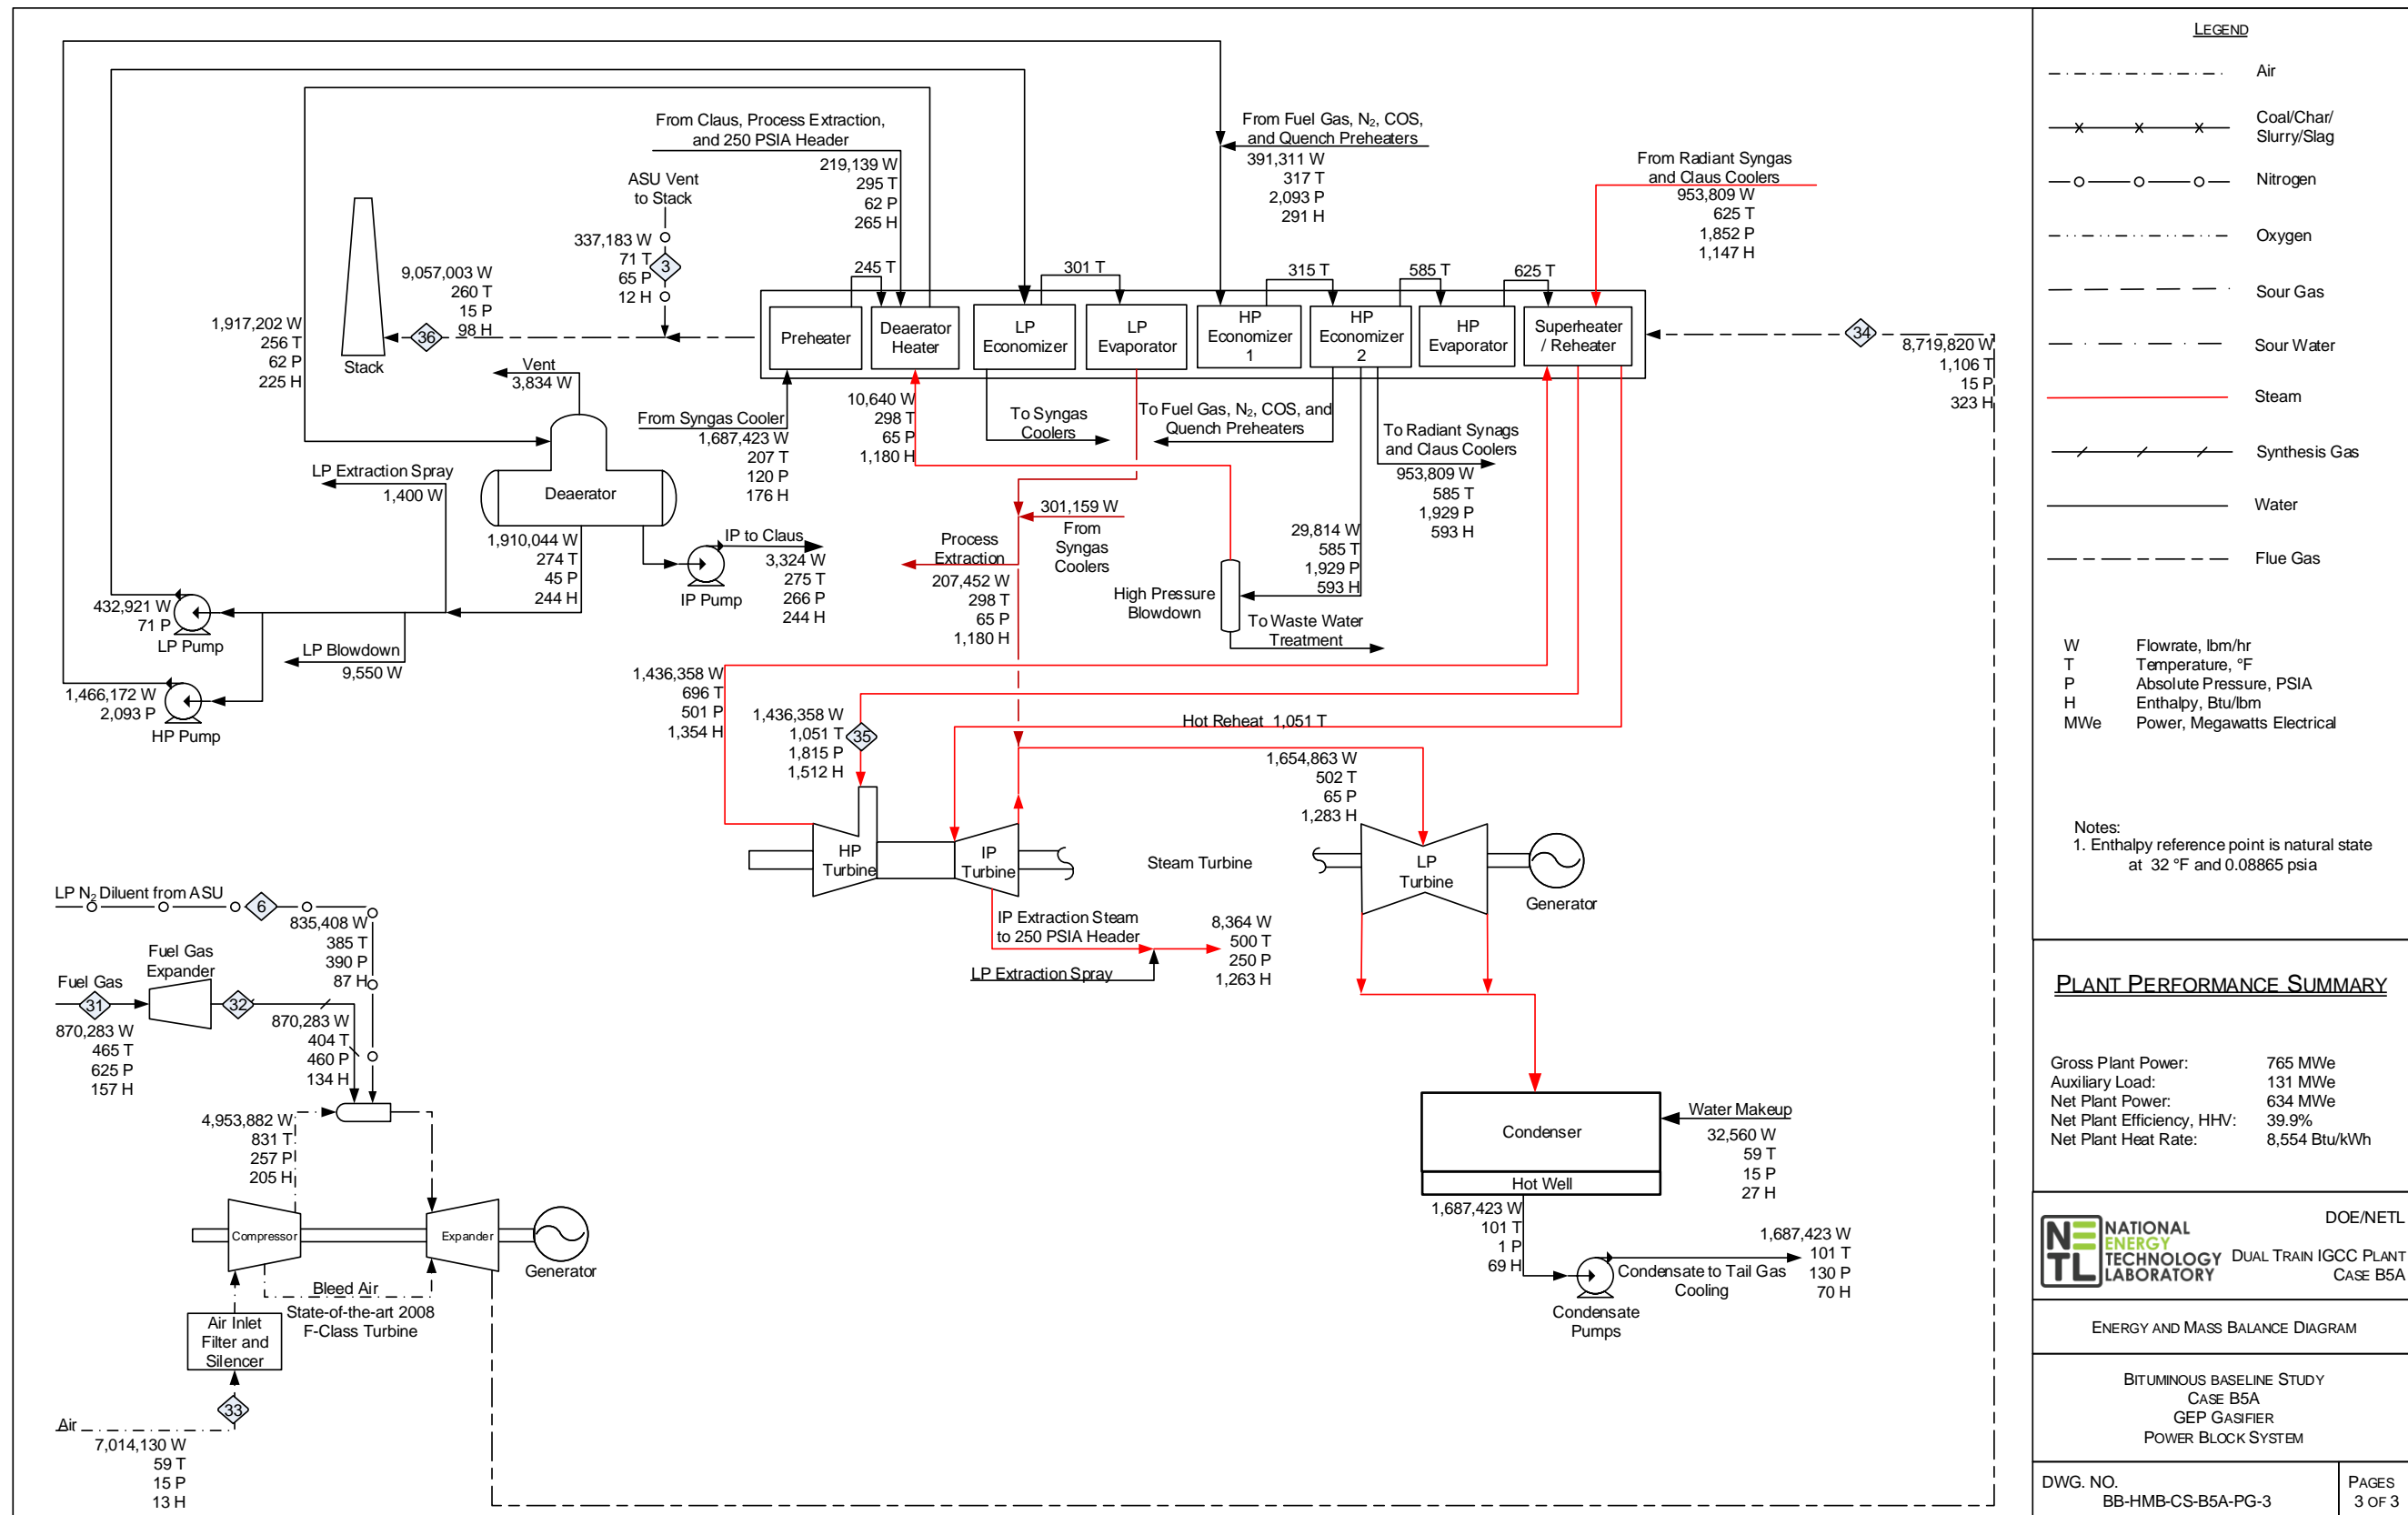 From Claus, Process Extraction,
and 250 PSIA Header
219,139 W
295 T
62 P
265 H
ASU Vent
to Stack
337,183 W
71 T
65 P
12 H
3
From Fuel Gas, N₂, COS,
and Quench Preheaters
391,311 W
317 T
2,093 P
291 H
From Radiant Syngas
and Claus Coolers
953,809 W
625 T
1,852 P
1,147 H
9,057,003 W
260 T
15 P
98 H
36
Stack
1,917,202 W
256 T
62 P
225 H
245 T
301 T
315 T
585 T
625 T
Preheater
Deaerator
Heater
LP
Economizer
LP
Evaporator
HP
Economizer
1
HP
Economizer
2
HP
Evaporator
Superheater
/ Reheater
34
8,719,820 W
1,106 T
15 P
323 H
Vent
3,834 W
From Syngas Cooler
1,687,423 W
207 T
120 P
176 H
10,640 W
298 T
65 P
1,180 H
To Syngas
Coolers
To Fuel Gas, N₂, COS, and
Quench Preheaters
To Radiant Synags
and Claus Coolers
953,809 W
585 T
1,929 P
593 H
LP Extraction Spray
1,400 W
Deaerator
1,910,044 W
274 T
45 P
244 H
IP to Claus
3,324 W
275 T
266 P
244 H
IP Pump
Process
Extraction
207,452 W
298 T
65 P
1,180 H
301,159 W
From
Syngas
Coolers
29,814 W
585 T
1,929 P
593 H
High Pressure
Blowdown
To Waste Water
Treatment
432,921 W
71 P
LP Pump
LP Blowdown
9,550 W
1,466,172 W
2,093 P
HP Pump
1,436,358 W
696 T
501 P
1,354 H
1,436,358 W
1,051 T
1,815 P
1,512 H
35
Hot Reheat 1,051 T
1,654,863 W
502 T
65 P
1,283 H
HP
Turbine
IP
Turbine
Steam Turbine
LP
Turbine
Generator
IP Extraction Steam
to 250 PSIA Header
LP Extraction Spray
8,364 W
500 T
250 P
1,263 H
LP N₂ Diluent from ASU
6
835,408 W
385 T
390 P
87 H
Fuel Gas
Expander
Fuel Gas
31
870,283 W
465 T
625 P
157 H
32
870,283 W
404 T
460 P
134 H
4,953,882 W
831 T
257 P
205 H
Compressor
Expander
Generator
Bleed Air
State-of-the-art 2008
F-Class Turbine
Air Inlet
Filter and
Silencer
33
Air
7,014,130 W
59 T
15 P
13 H
Condenser
Hot Well
Water Makeup
32,560 W
59 T
15 P
27 H
1,687,423 W
101 T
1 P
69 H
Condensate
Pumps
Condensate to Tail Gas
Cooling
1,687,423 W
101 T
130 P
70 H
LEGEND
Air
Coal/Char/
Slurry/Slag
Nitrogen
Oxygen
Sour Gas
Sour Water
Steam
Synthesis Gas
Water
Flue Gas
W Flowrate, lbm/hr
T Temperature, °F
P Absolute Pressure, PSIA
H Enthalpy, Btu/lbm
MWe Power, Megawatts Electrical
Notes:
1. Enthalpy reference point is natural state
at 32 °F and 0.08865 psia
PLANT PERFORMANCE SUMMARY
Gross Plant Power: 765 MWe
Auxiliary Load: 131 MWe
Net Plant Power: 634 MWe
Net Plant Efficiency, HHV: 39.9%
Net Plant Heat Rate: 8,554 Btu/kWh
NETL
NATIONAL
ENERGY
TECHNOLOGY
LABORATORY
DOE/NETL
DUAL TRAIN IGCC PLANT
CASE B5A
ENERGY AND MASS BALANCE DIAGRAM
BITUMINOUS BASELINE STUDY
CASE B5A
GEP GASIFIER
POWER BLOCK SYSTEM
DWG. NO.
BB-HMB-CS-B5A-PG-3
PAGES
3 OF 3